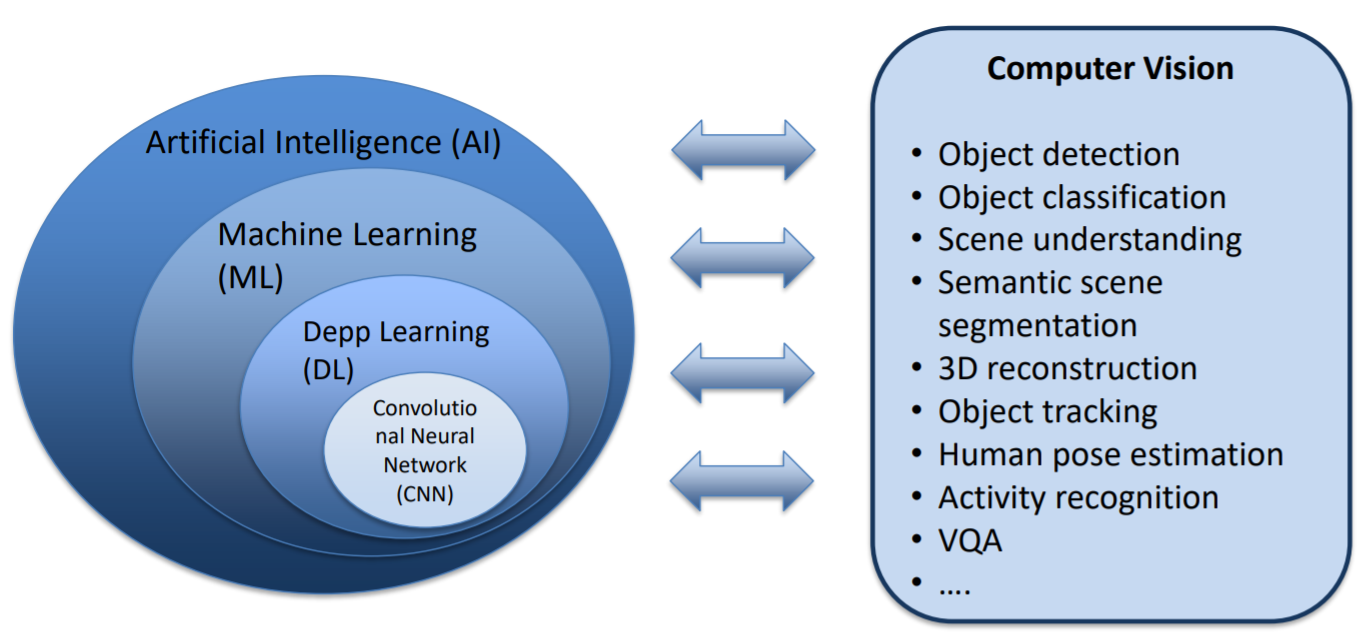 Artificial Intelligence (AI)
Machine Learning
(ML)
Depp Learning
(DL)
Convolutio
nal Neural
Network
(CNN)
Computer Vision
• Object detection
• Object classification
• Scene understanding
• Semantic scene
segmentation
• 3D reconstruction
• Object tracking
• Human pose estimation
• Activity recognition
• VQA
• ....